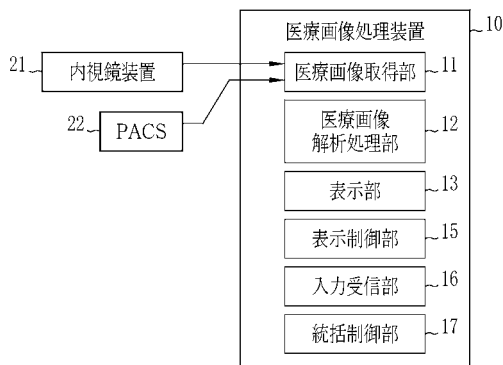 医療画像処理装置
10
21
内視鏡装置
医療画像取得部
11
22
PACS
医療画像
解析処理部
12
表示部
13
表示制御部
15
入力受信部
16
統括制御部
17